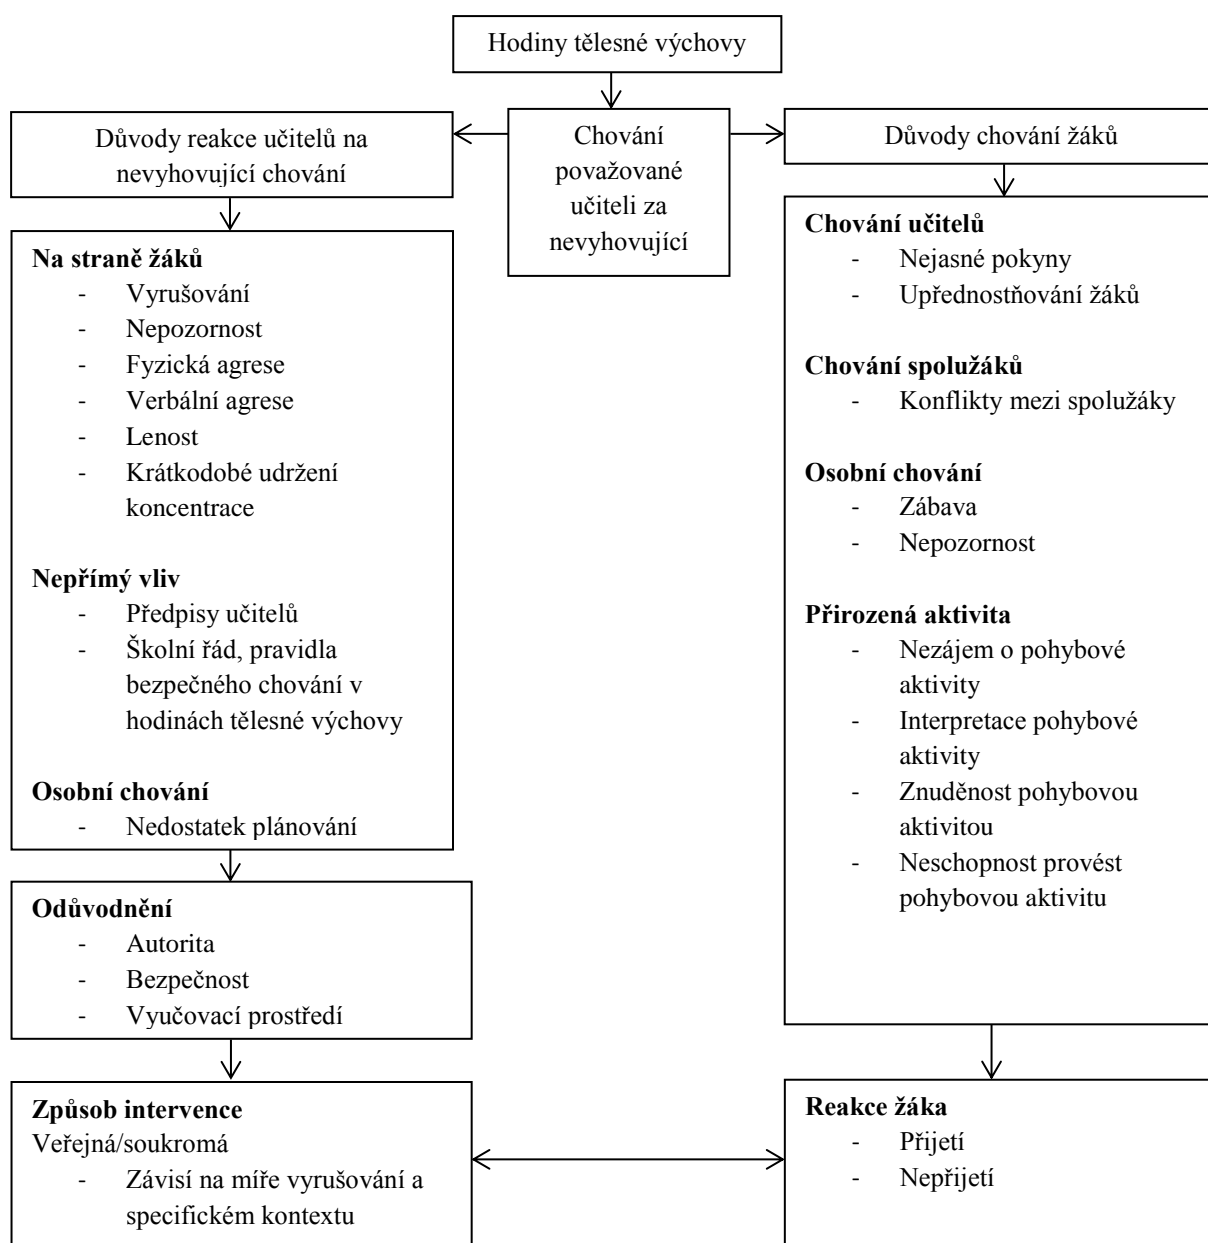 Hodiny tělesné výchovy
Důvody reakce učitelů na
nevyhovující chování
Chování
považované
učiteli za
nevyhovující
Důvody chování žáků
Na straně žáků
- Vyrušování
- Nepozornost
- Fyzická agrese
- Verbální agrese
- Lenost
- Krátkodobé udržení
koncentrace
Nepřímý vliv
- Předpisy učitelů
- Školní řád, pravidla
bezpečného chování v
hodinách tělesné výchovy
Osobní chování
- Nedostatek plánování
Odůvodnění
- Autorita
- Bezpečnost
- Vyučovací prostředí
Způsob intervence
Veřejná/soukromá
- Závisí na míře vyrušování a
specifickém kontextu
Chování učitelů
- Nejasné pokyny
- Upřednostňování žáků
Chování spolužáků
- Konflikty mezi spolužáky
Osobní chování
- Zábava
- Nepozornost
Přirozená aktivita
- Nezájem o pohybové
aktivity
- Interpretace pohybové
aktivity
- Znuděnost pohybovou
aktivitou
- Neschopnost provést
pohybovou aktivitu
Reakce žáka
- Přijetí
- Nepřijetí